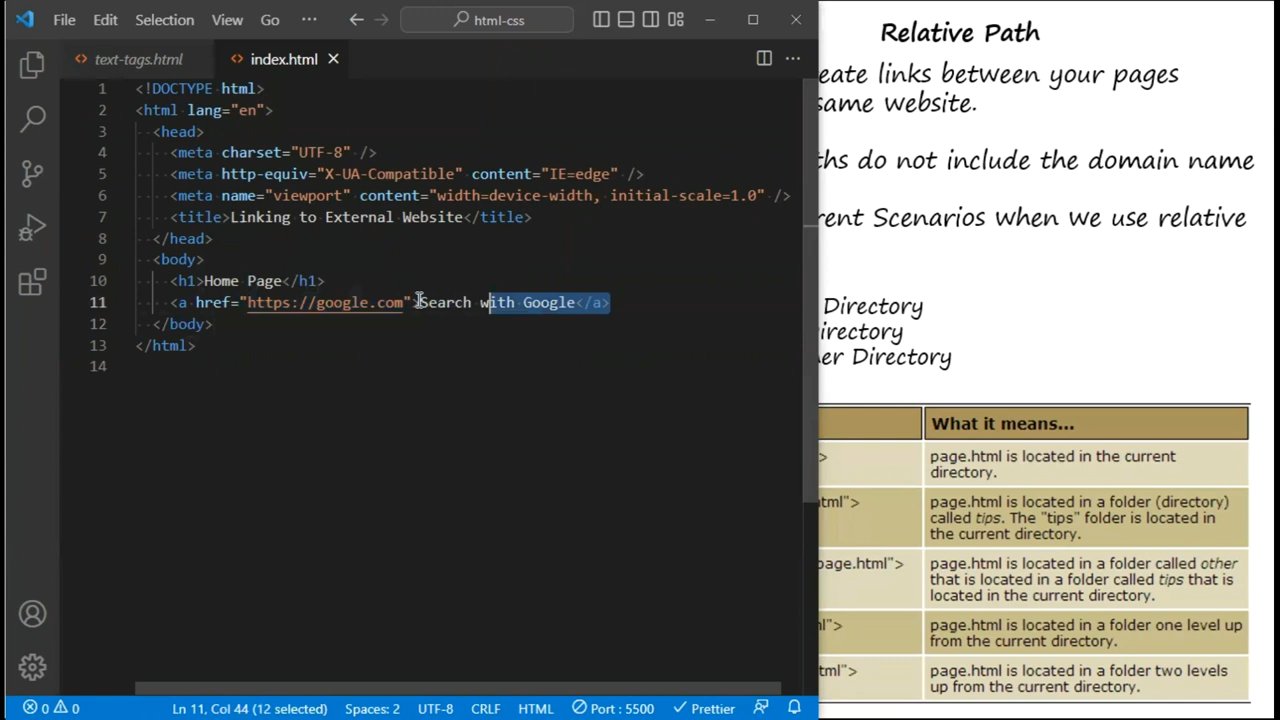 File Edit Selection View Go ··· html-css
text-tags.html index.html
1 <!DOCTYPE html>
2 <html lang="en">
3 <head>
4 <meta charset="UTF-8" />
5 <meta http-equiv="X-UA-Compatible" content="IE=edge" />
6 <meta name="viewport" content="width=device-width, initial-scale=1.0" />
7 <title>Linking to External Website</title>
8 </head>
9 <body>
10 <h1>Home Page</h1>
11 <a href="https://google.com">Search with Google</a>
12 </body>
13 </html>
14
0 0 Ln 11, Col 44 (12 selected) Spaces: 2 UTF-8 CRLF HTML Port : 5500 Prettier
Relative Path
eate links between your pages
same website.
ths do not include the domain name
rent Scenarios when we use relative
Directory
irectory
er Directory
What it means...
> page.html is located in the current
directory.
tml"> page.html is located in a folder (directory)
called tips. The "tips" folder is located in
the current directory.
page.html"> page.html is located in a folder called other
that is located in a folder called tips that is
located in the current directory.
l"> page.html is located in a folder one level up
from the current directory.
tml"> page.html is located in a folder two levels
up from the current directory.